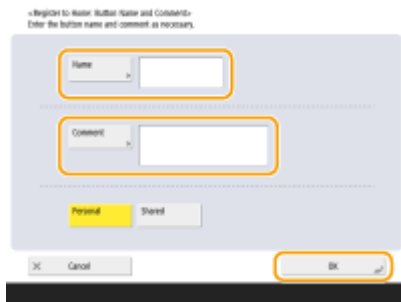 <Register to Home: Button Name and Comment>
Enter the button name and comment as necessary.
Name
Comment
Personal
Shared
Cancel
OK